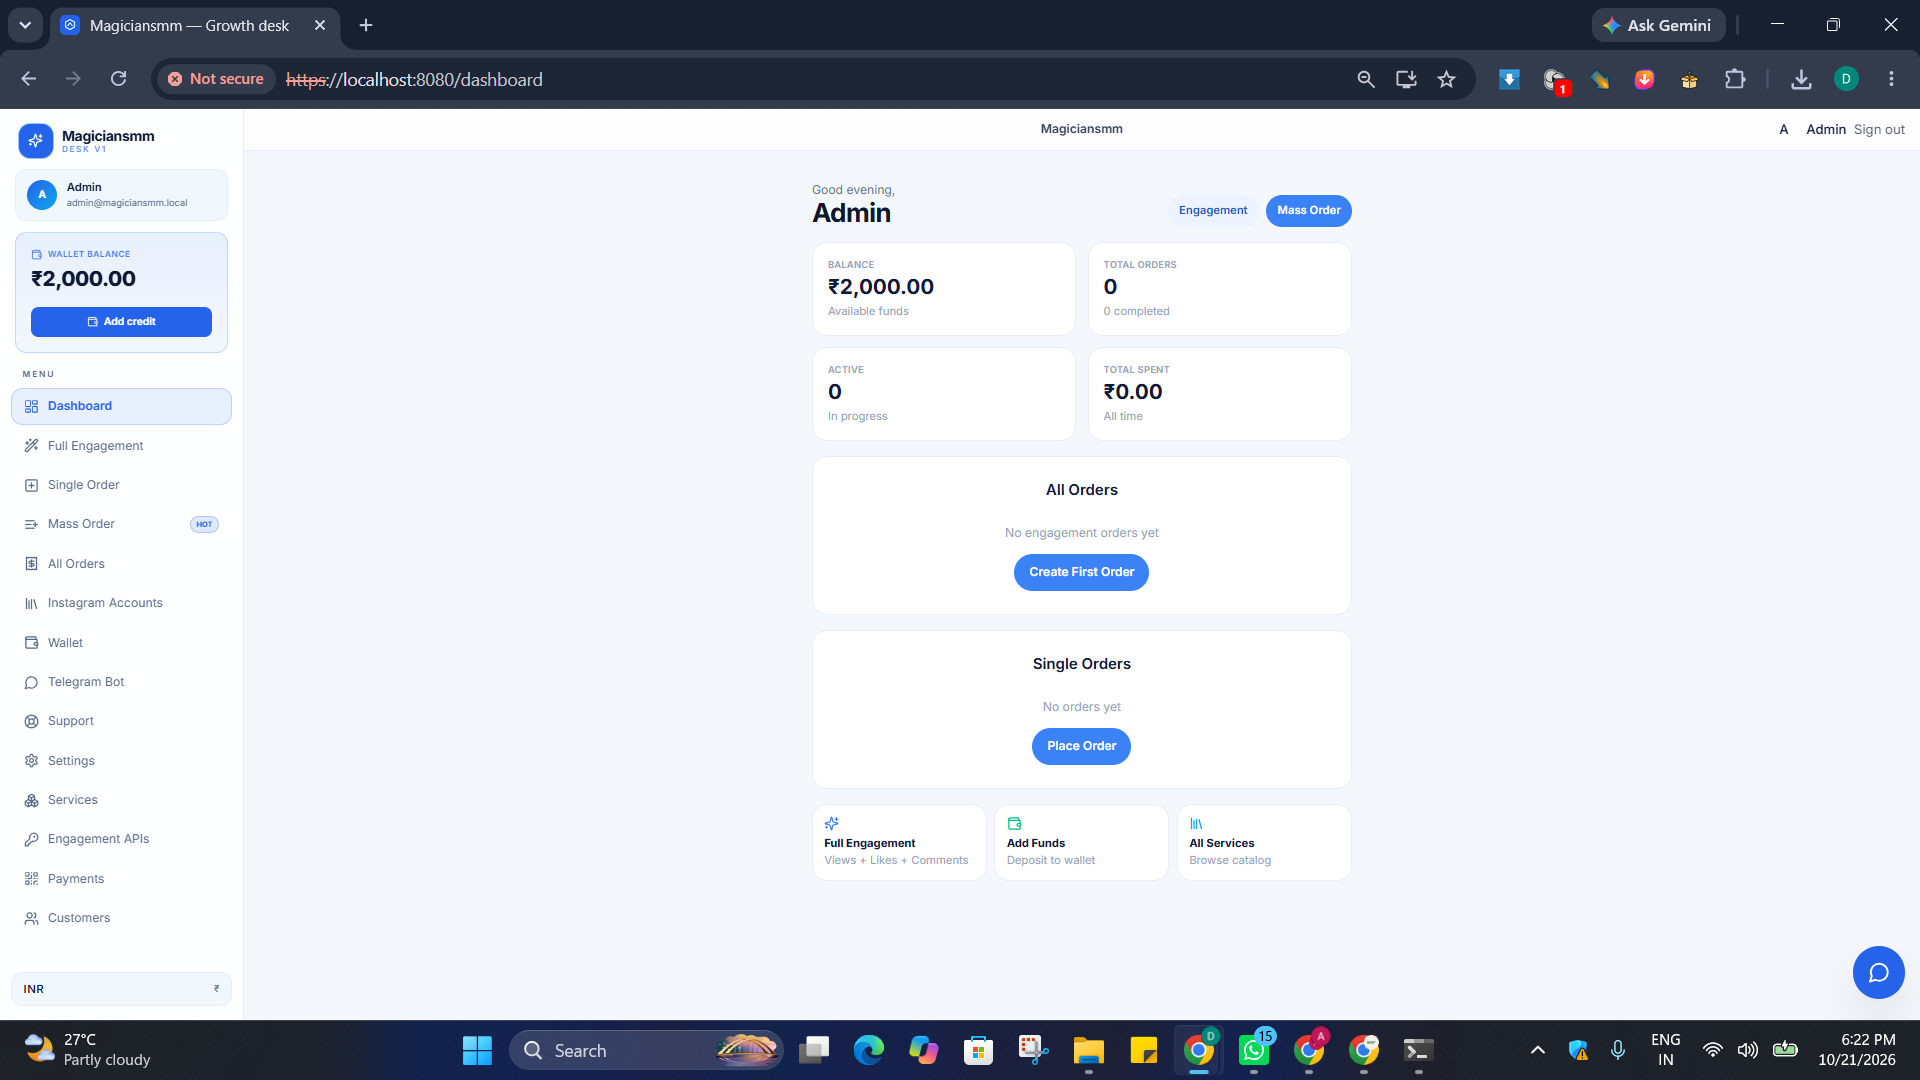 Magiciansmm — Growth desk
Ask Gemini
Not secure
https://localhost:8080/dashboard
1
D
Magiciansmm
DESK V1
Magiciansmm
A Admin Sign out
A
Admin
admin@magiciansmm.local
WALLET BALANCE
₹2,000.00
Add credit
MENU
Dashboard
Full Engagement
Single Order
Mass Order
HOT
All Orders
Instagram Accounts
Wallet
Telegram Bot
Support
Settings
Services
Engagement APIs
Payments
Customers
INR ₹
Good evening,
Admin
Engagement
Mass Order
BALANCE
₹2,000.00
Available funds
TOTAL ORDERS
0
0 completed
ACTIVE
0
In progress
TOTAL SPENT
₹0.00
All time
All Orders
No engagement orders yet
Create First Order
Single Orders
No orders yet
Place Order
Full Engagement
Views + Likes + Comments
Add Funds
Deposit to wallet
All Services
Browse catalog
27°C
Partly cloudy
Search
D
15
A
ENG
IN
6:22 PM
10/21/2026